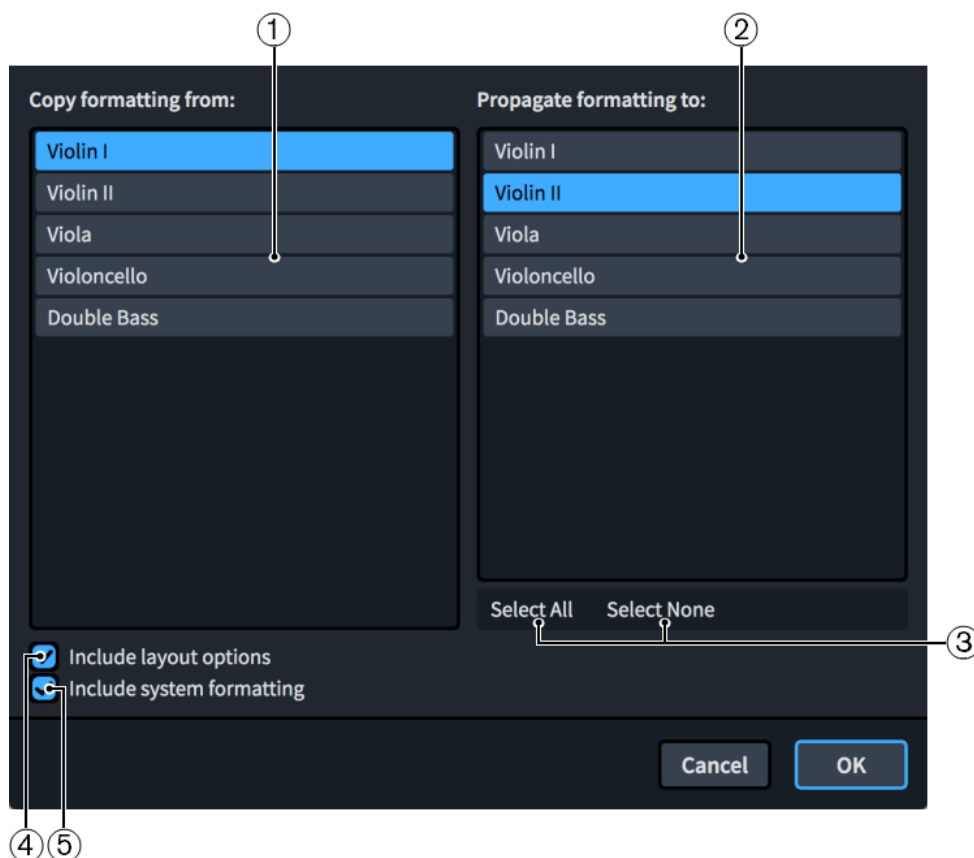 ① ②
Copy formatting from:
Violin I
Violin II
Viola
Violoncello
Double Bass
Propagate formatting to:
Violin I
Violin II
Viola
Violoncello
Double Bass
Select All Select None
③
Include layout options
Include system formatting
Cancel OK
④⑤